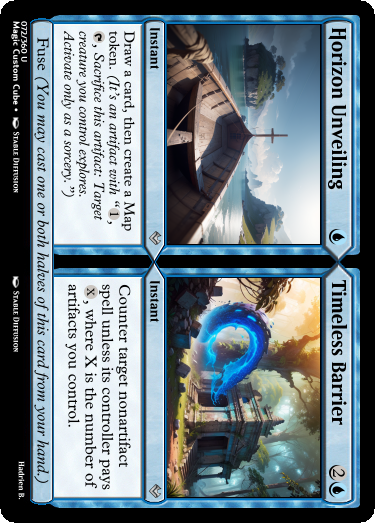 Horizon Unveiling
Instant
Draw a card, then create a Map
token. (It's an artifact with “1,
T, Sacrifice this artifact: Target
creature you control explores.
Activate only as a sorcery.”)
Timeless Barrier 2
Instant
Counter target nonartifact
spell unless its controller pays
X, where X is the number of
artifacts you control.
Fuse (You may cast one or both halves of this card from your hand.)
072/360 U
Magic Custom Cube • Stable Diffusion
Stable Diffusion
Hadrien B.